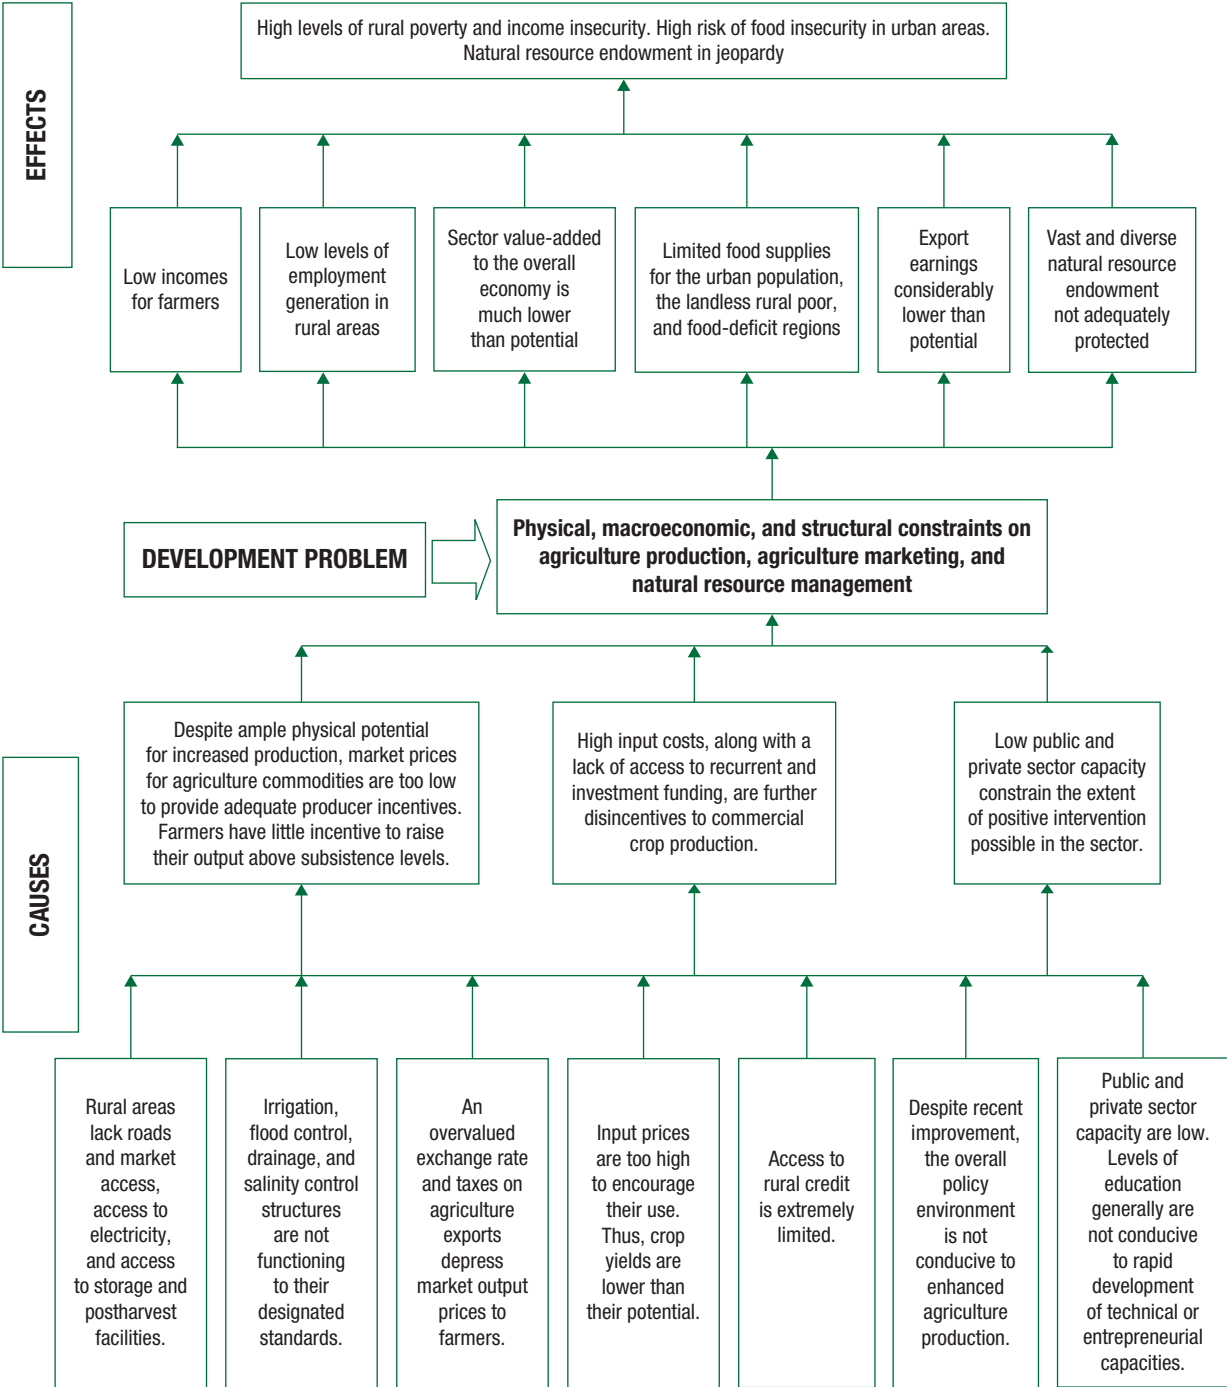 EFFECTS
High levels of rural poverty and income insecurity. High risk of food insecurity in urban areas.
Natural resource endowment in jeopardy
Low incomes
for farmers
Low levels of
employment
generation in
rural areas
Sector value-added
to the overall
economy is
much lower
than potential
Limited food supplies
for the urban population,
the landless rural poor,
and food-deficit regions
Export
earnings
considerably
lower than
potential
Vast and diverse
natural resource
endowment
not adequately
protected
DEVELOPMENT PROBLEM
Physical, macroeconomic, and structural constraints on
agriculture production, agriculture marketing, and
natural resource management
CAUSES
Despite ample physical potential
for increased production, market prices
for agriculture commodities are too low
to provide adequate producer incentives.
Farmers have little incentive to raise
their output above subsistence levels.
High input costs, along with a
lack of access to recurrent and
investment funding, are further
disincentives to commercial
crop production.
Low public and
private sector capacity
constrain the extent
of positive intervention
possible in the sector.
Rural areas
lack roads
and market
access,
access to
electricity,
and access
to storage and
postharvest
facilities.
Irrigation,
flood control,
drainage, and
salinity control
structures
are not
functioning
to their
designated
standards.
An
overvalued
exchange rate
and taxes on
agriculture
exports
depress
market output
prices to
farmers.
Input prices
are too high
to encourage
their use.
Thus, crop
yields are
lower than
their potential.
Access to
rural credit
is extremely
limited.
Despite recent
improvement,
the overall
policy
environment
is not
conducive to
enhanced
agriculture
production.
Public and
private sector
capacity are low.
Levels of
education
generally are
not conducive
to rapid
development
of technical or
entrepreneurial
capacities.